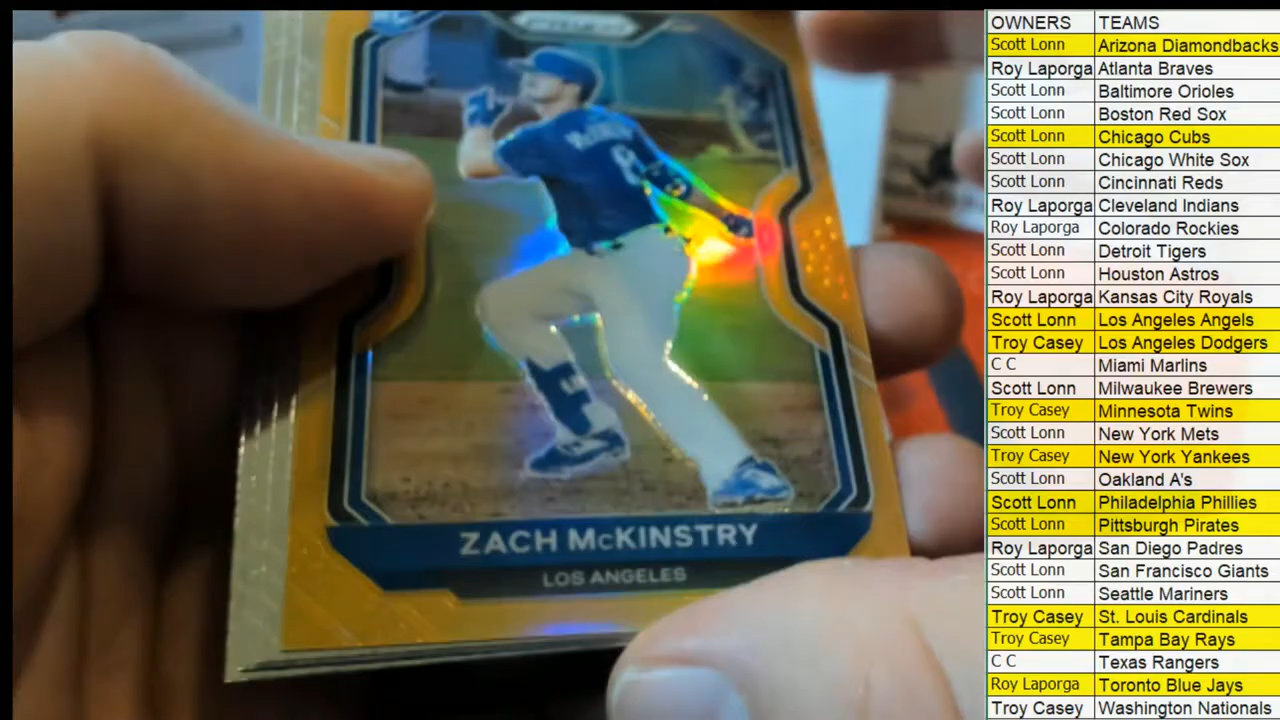 McKIN
8
ZACH McKINSTRY
LOS ANGELES
OWNERS TEAMS
Scott Lonn Arizona Diamondbacks
Roy Laporga Atlanta Braves
Scott Lonn Baltimore Orioles
Scott Lonn Boston Red Sox
Scott Lonn Chicago Cubs
Scott Lonn Chicago White Sox
Scott Lonn Cincinnati Reds
Roy Laporga Cleveland Indians
Roy Laporga Colorado Rockies
Scott Lonn Detroit Tigers
Scott Lonn Houston Astros
Roy Laporga Kansas City Royals
Scott Lonn Los Angeles Angels
Troy Casey Los Angeles Dodgers
C C Miami Marlins
Scott Lonn Milwaukee Brewers
Troy Casey Minnesota Twins
Scott Lonn New York Mets
Troy Casey New York Yankees
Scott Lonn Oakland A's
Scott Lonn Philadelphia Phillies
Scott Lonn Pittsburgh Pirates
Roy Laporga San Diego Padres
Scott Lonn San Francisco Giants
Scott Lonn Seattle Mariners
Troy Casey St. Louis Cardinals
Troy Casey Tampa Bay Rays
C C Texas Rangers
Roy Laporga Toronto Blue Jays
Troy Casey Washington Nationals